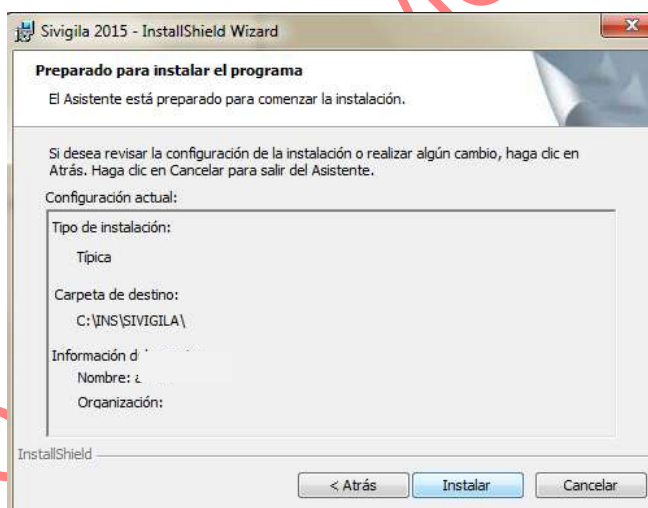 Sivigila 2015 - InstallShield Wizard
Preparado para instalar el programa
El Asistente está preparado para comenzar la instalación.
Si desea revisar la configuración de la instalación o realizar algún cambio, haga clic en
Atrás. Haga clic en Cancelar para salir del Asistente.
Configuración actual:
Tipo de instalación:
Típica
Carpeta de destino:
C:\INS\SIVIGILA\
Información
Nombre:
Organización:
InstallShield
< Atrás Instalar Cancelar